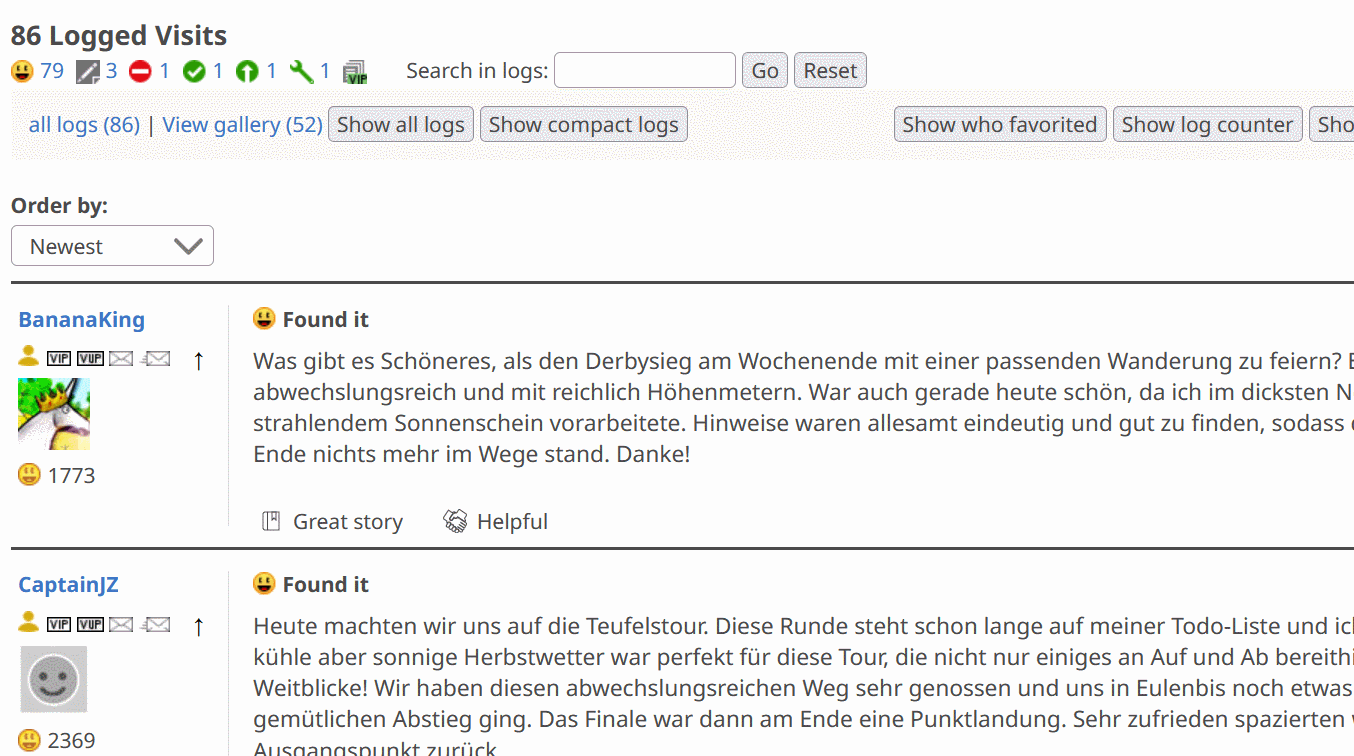 86 Logged Visits
79 3 1 1 1 1 VIP Search in logs: Go Reset
all logs (86) | View gallery (52) Show all logs Show compact logs Show who favorited Show log counter Sho
Order by:
Newest
BananaKing
VIP VUP ↑
1773
Found it
Was gibt es Schöneres, als den Derbysieg am Wochenende mit einer passenden Wanderung zu feiern? E
abwechslungsreich und mit reichlich Höhenmetern. War auch gerade heute schön, da ich im dicksten N
strahlendem Sonnenschein vorarbeitete. Hinweise waren allesamt eindeutig und gut zu finden, sodass
Ende nichts mehr im Wege stand. Danke!
Great story Helpful
CaptainJZ
VIP VUP ↑
2369
Found it
Heute machten wir uns auf die Teufelstour. Diese Runde steht schon lange auf meiner Todo-Liste und ic
kühle aber sonnige Herbstwetter war perfekt für diese Tour, die nicht nur einiges an Auf und Ab bereithi
Weitblicke! Wir haben diesen abwechslungsreichen Weg sehr genossen und uns in Eulenbis noch etwas
gemütlichen Abstieg ging. Das Finale war dann am Ende eine Punktlandung. Sehr zufrieden spazierten
Ausgangspunkt zurück.